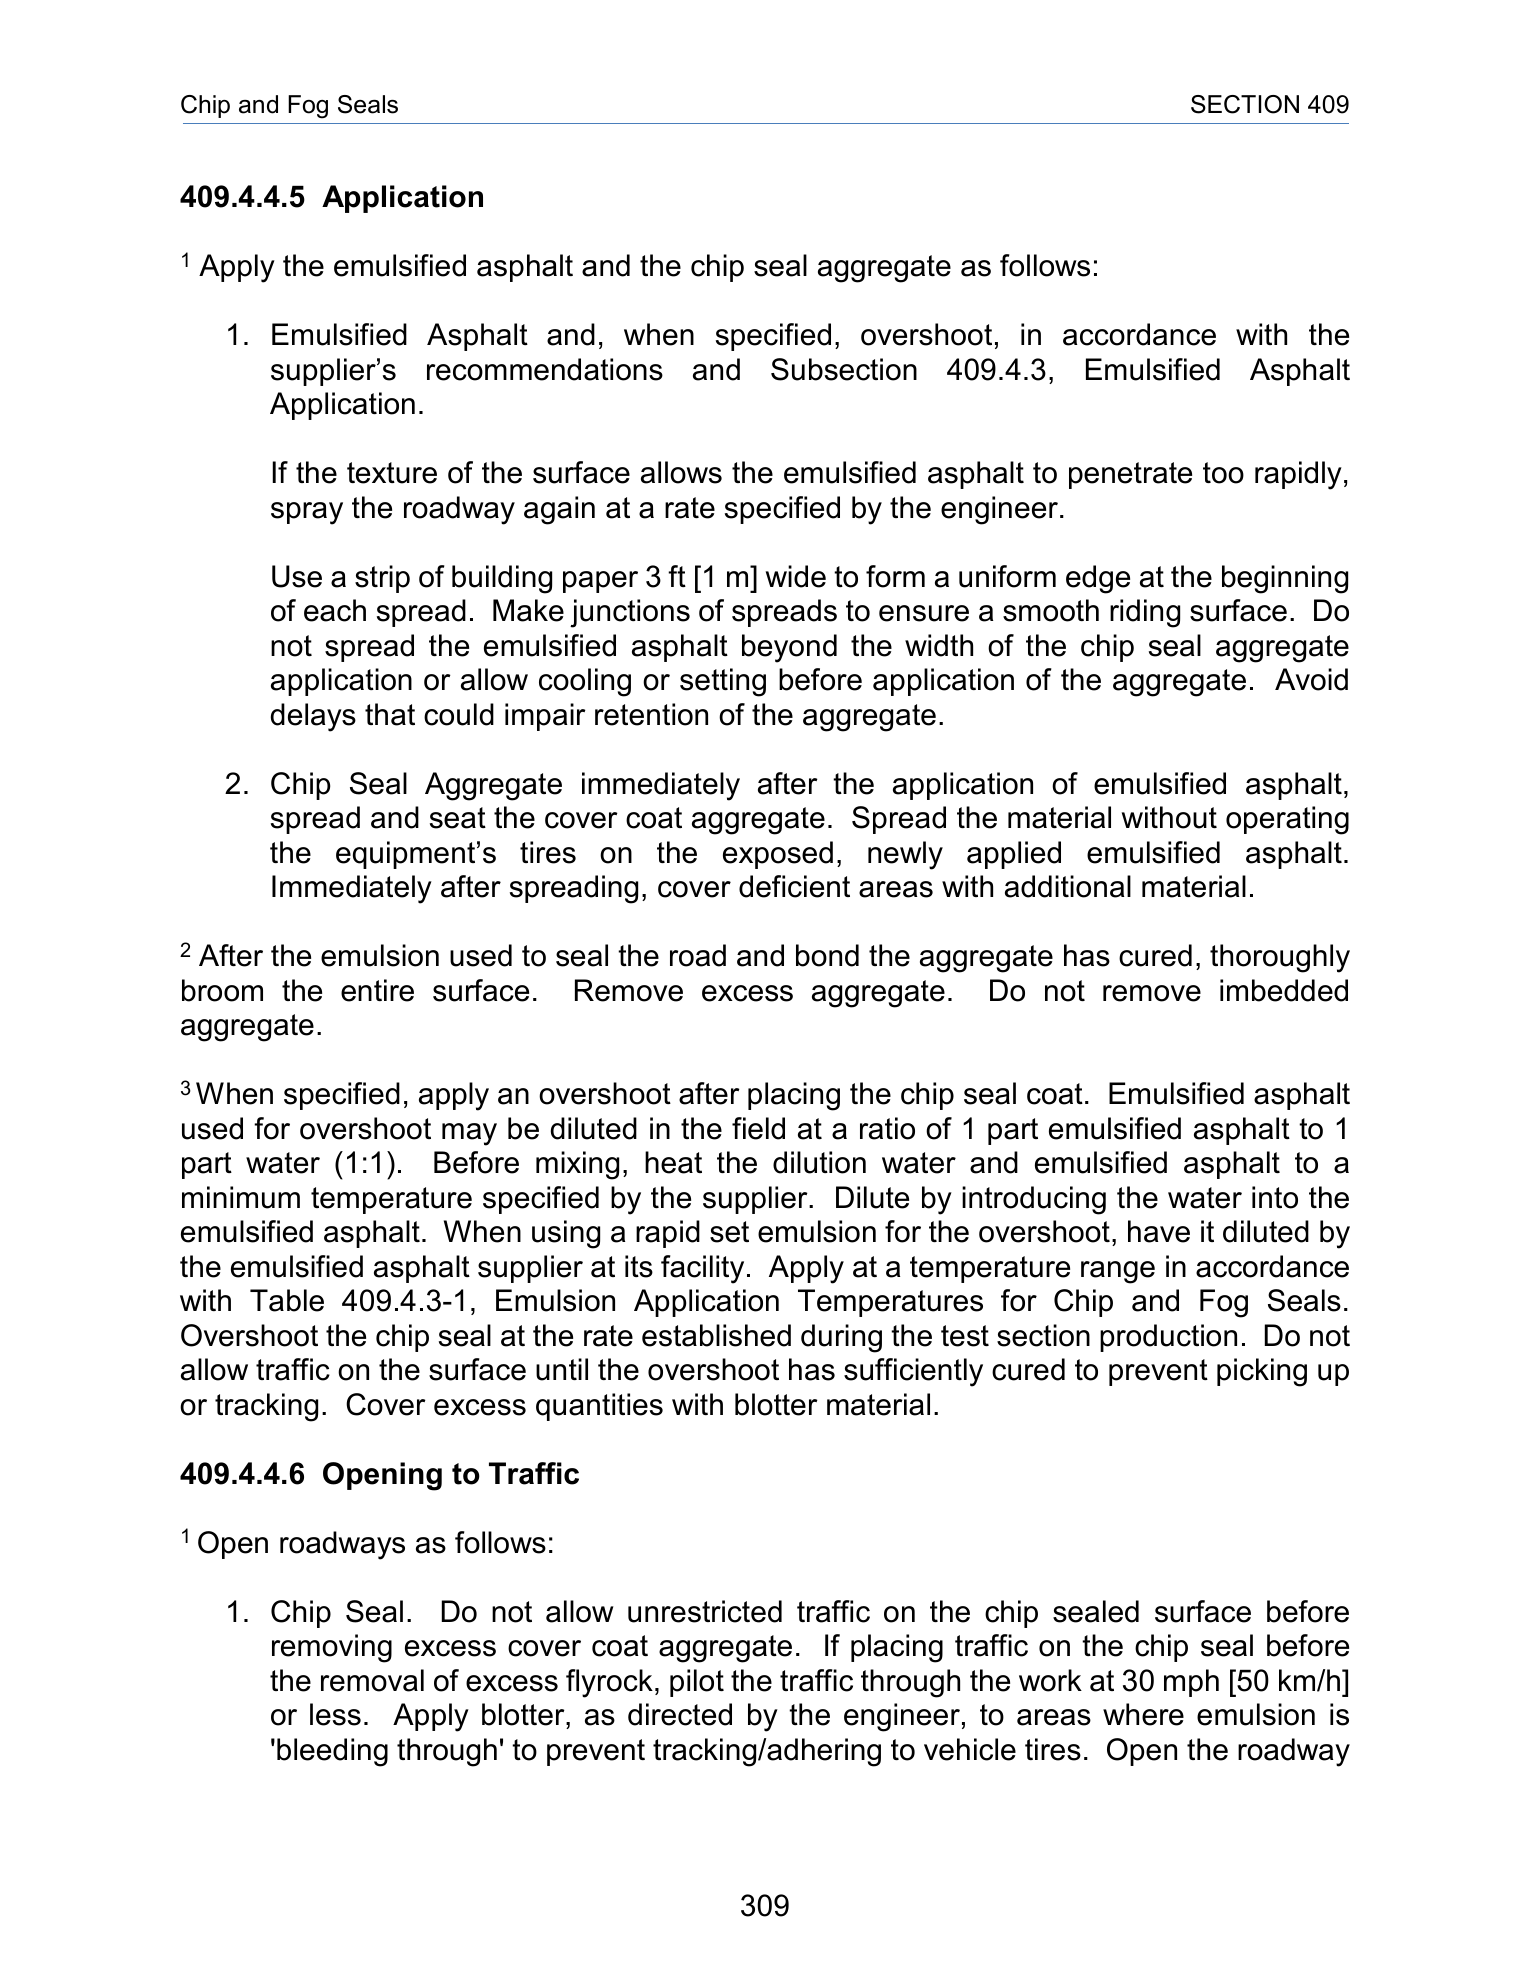 Chip and Fog Seals SECTION 409
409.4.4.5 Application
1 Apply the emulsified asphalt and the chip seal aggregate as follows:
1. Emulsified Asphalt and, when specified, overshoot, in accordance with the
supplier’s recommendations and Subsection 409.4.3, Emulsified Asphalt
Application.
If the texture of the surface allows the emulsified asphalt to penetrate too rapidly,
spray the roadway again at a rate specified by the engineer.
Use a strip of building paper 3 ft [1 m] wide to form a uniform edge at the beginning
of each spread. Make junctions of spreads to ensure a smooth riding surface. Do
not spread the emulsified asphalt beyond the width of the chip seal aggregate
application or allow cooling or setting before application of the aggregate. Avoid
delays that could impair retention of the aggregate.
2. Chip Seal Aggregate immediately after the application of emulsified asphalt,
spread and seat the cover coat aggregate. Spread the material without operating
the equipment’s tires on the exposed, newly applied emulsified asphalt.
Immediately after spreading, cover deficient areas with additional material.
2 After the emulsion used to seal the road and bond the aggregate has cured, thoroughly
broom the entire surface. Remove excess aggregate. Do not remove imbedded
aggregate.
3 When specified, apply an overshoot after placing the chip seal coat. Emulsified asphalt
used for overshoot may be diluted in the field at a ratio of 1 part emulsified asphalt to 1
part water (1:1). Before mixing, heat the dilution water and emulsified asphalt to a
minimum temperature specified by the supplier. Dilute by introducing the water into the
emulsified asphalt. When using a rapid set emulsion for the overshoot, have it diluted by
the emulsified asphalt supplier at its facility. Apply at a temperature range in accordance
with Table 409.4.3-1, Emulsion Application Temperatures for Chip and Fog Seals.
Overshoot the chip seal at the rate established during the test section production. Do not
allow traffic on the surface until the overshoot has sufficiently cured to prevent picking up
or tracking. Cover excess quantities with blotter material.
409.4.4.6 Opening to Traffic
1 Open roadways as follows:
1. Chip Seal. Do not allow unrestricted traffic on the chip sealed surface before
removing excess cover coat aggregate. If placing traffic on the chip seal before
the removal of excess flyrock, pilot the traffic through the work at 30 mph [50 km/h]
or less. Apply blotter, as directed by the engineer, to areas where emulsion is
'bleeding through' to prevent tracking/adhering to vehicle tires. Open the roadway
309